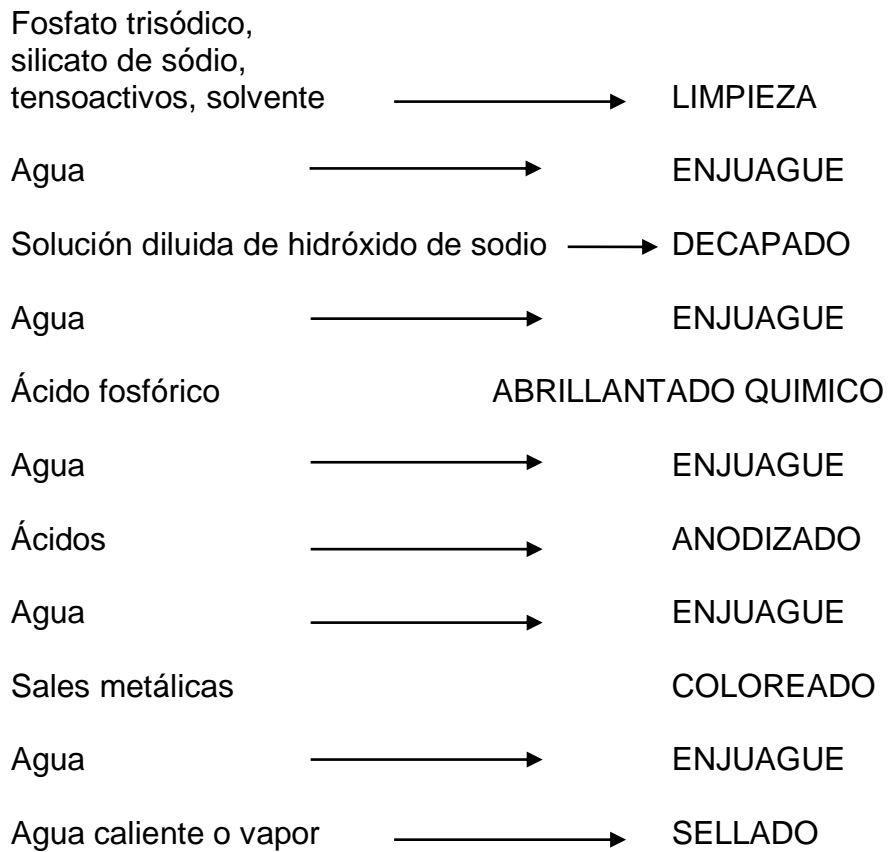 Fosfato trisódico,
silicato de sódio,
tensoactivos, solvente LIMPIEZA
Agua ENJUAGUE
Solución diluida de hidróxido de sodio DECAPADO
Agua ENJUAGUE
Ácido fosfórico ABRILLANTADO QUIMICO
Agua ENJUAGUE
Ácidos ANODIZADO
Agua ENJUAGUE
Sales metálicas COLOREADO
Agua ENJUAGUE
Agua caliente o vapor SELLADO